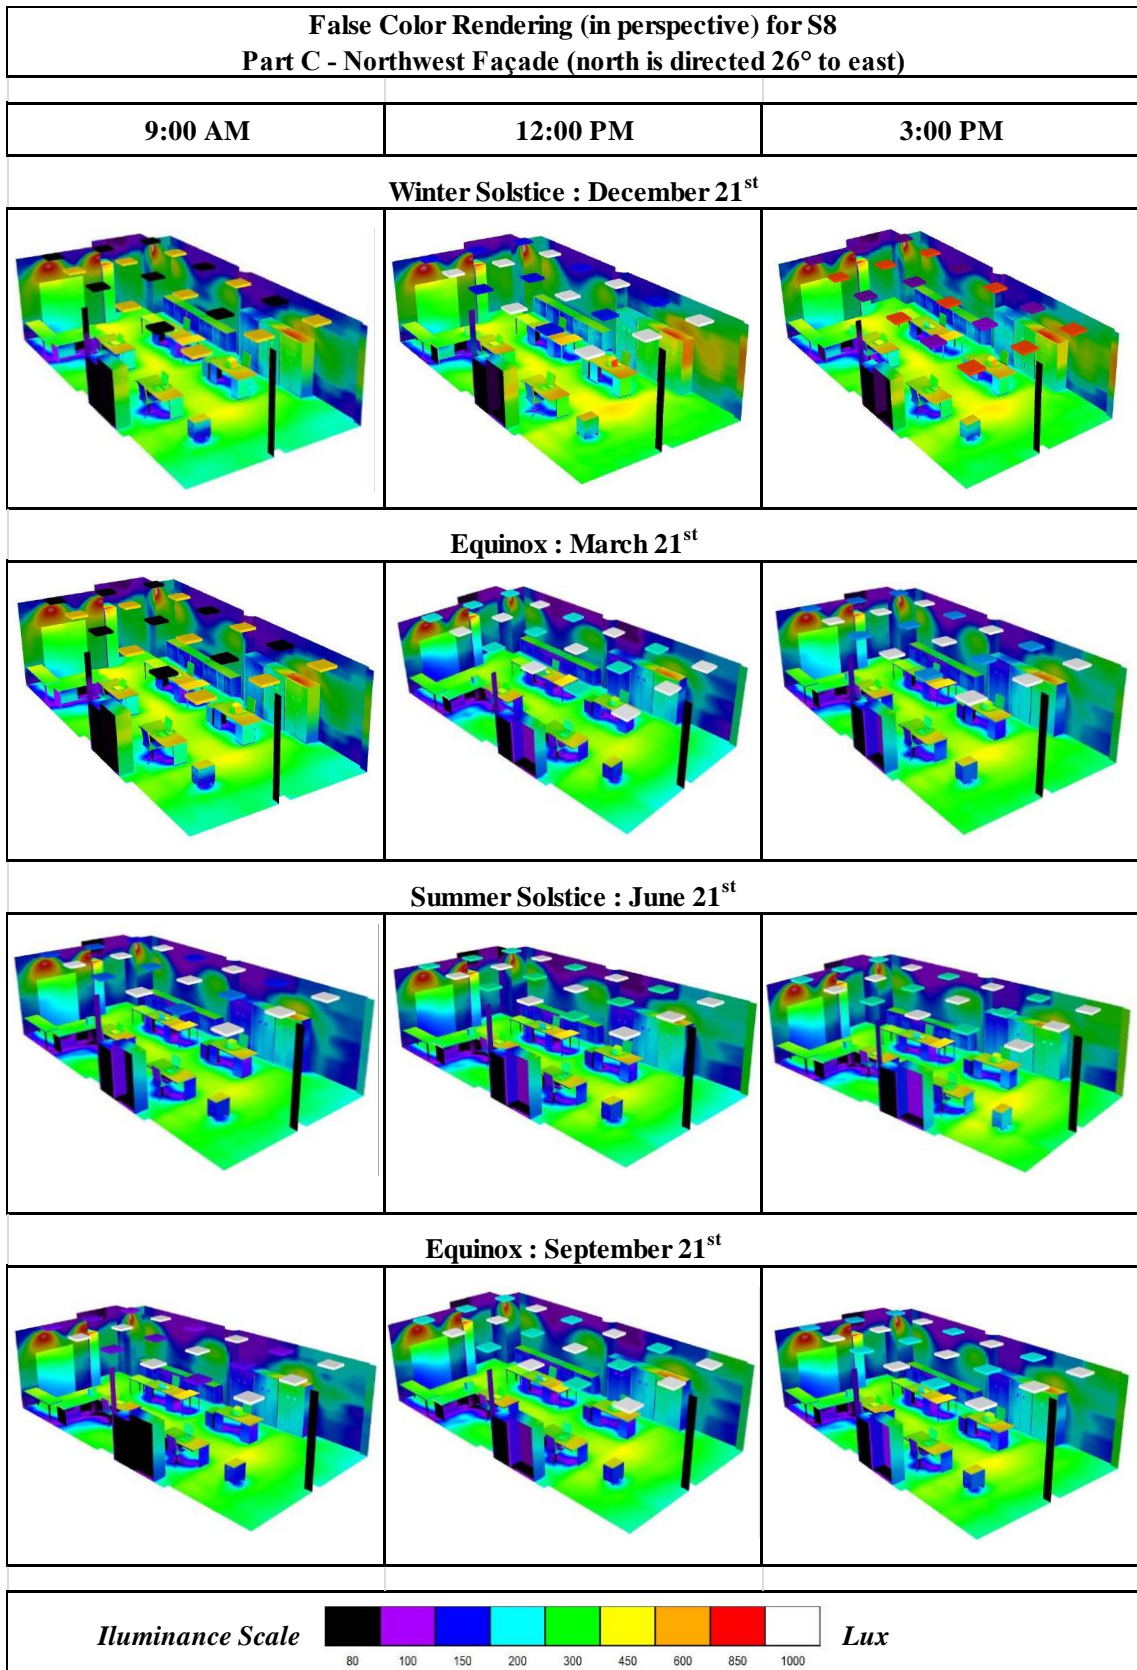 False Color Rendering (in perspective) for S8
Part C - Northwest Façade (north is directed 26° to east)
9:00 AM 12:00 PM 3:00 PM
Winter Solstice : December 21st
Equinox : March 21st
Summer Solstice : June 21st
Equinox : September 21st
Iluminance Scale Lux
80 100 150 200 300 450 600 850 1000